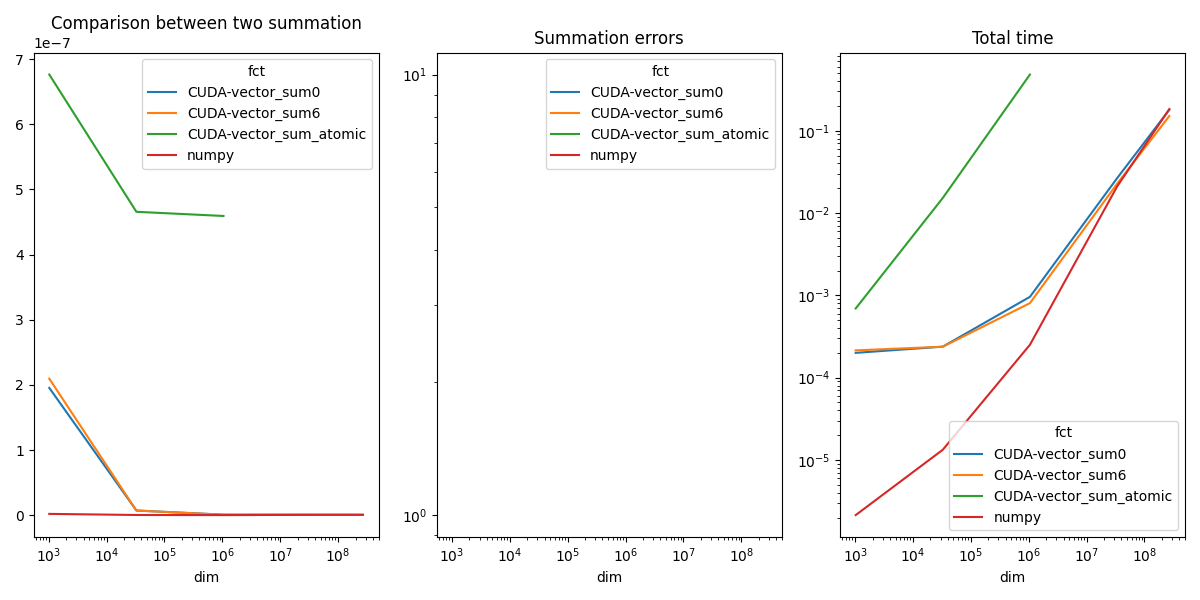 Comparison between two summation
1e−7
7
6
5
4
3
2
1
0
fct
CUDA-vector_sum0
CUDA-vector_sum6
CUDA-vector_sum_atomic
numpy
10³ 10⁴ 10⁵ 10⁶ 10⁷ 10⁸
dim
Summation errors
10¹
10⁰
fct
CUDA-vector_sum0
CUDA-vector_sum6
CUDA-vector_sum_atomic
numpy
10³ 10⁴ 10⁵ 10⁶ 10⁷ 10⁸
dim
Total time
10⁻¹
10⁻²
10⁻³
10⁻⁴
10⁻⁵
fct
CUDA-vector_sum0
CUDA-vector_sum6
CUDA-vector_sum_atomic
numpy
10³ 10⁴ 10⁵ 10⁶ 10⁷ 10⁸
dim